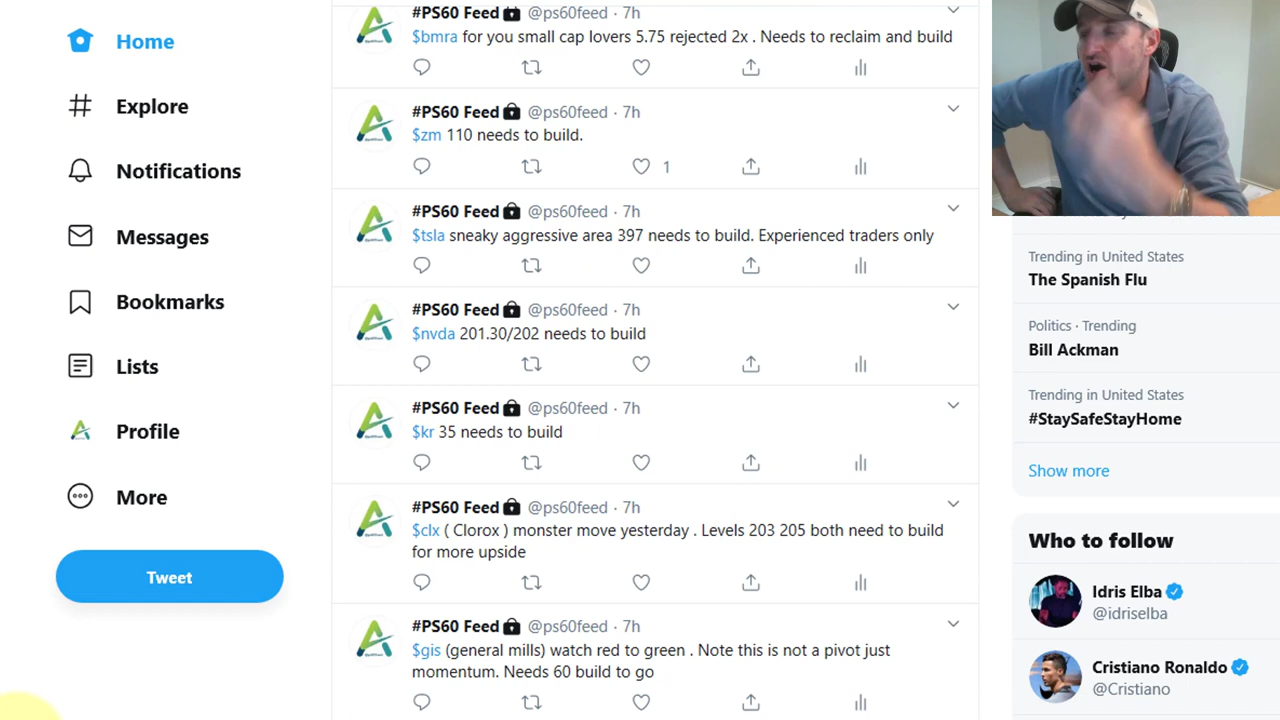 Home
Explore
Notifications
Messages
Bookmarks
Lists
Profile
More
Tweet
#PS60 Feed @ps60feed · 7h
$bmra for you small cap lovers 5.75 rejected 2x . Needs to reclaim and build
#PS60 Feed @ps60feed · 7h
$zm 110 needs to build.
1
#PS60 Feed @ps60feed · 7h
$tsla sneaky aggressive area 397 needs to build. Experienced traders only
#PS60 Feed @ps60feed · 7h
$nvda 201.30/202 needs to build
#PS60 Feed @ps60feed · 7h
$kr 35 needs to build
#PS60 Feed @ps60feed · 7h
$clx ( Clorox ) monster move yesterday . Levels 203 205 both need to build
for more upside
#PS60 Feed @ps60feed · 7h
$gis (general mills) watch red to green . Note this is not a pivot just
momentum. Needs 60 build to go
Trending in United States
The Spanish Flu
Politics · Trending
Bill Ackman
Trending in United States
#StaySafeStayHome
Show more
Who to follow
Idris Elba
@idriselba
Cristiano Ronaldo
@Cristiano